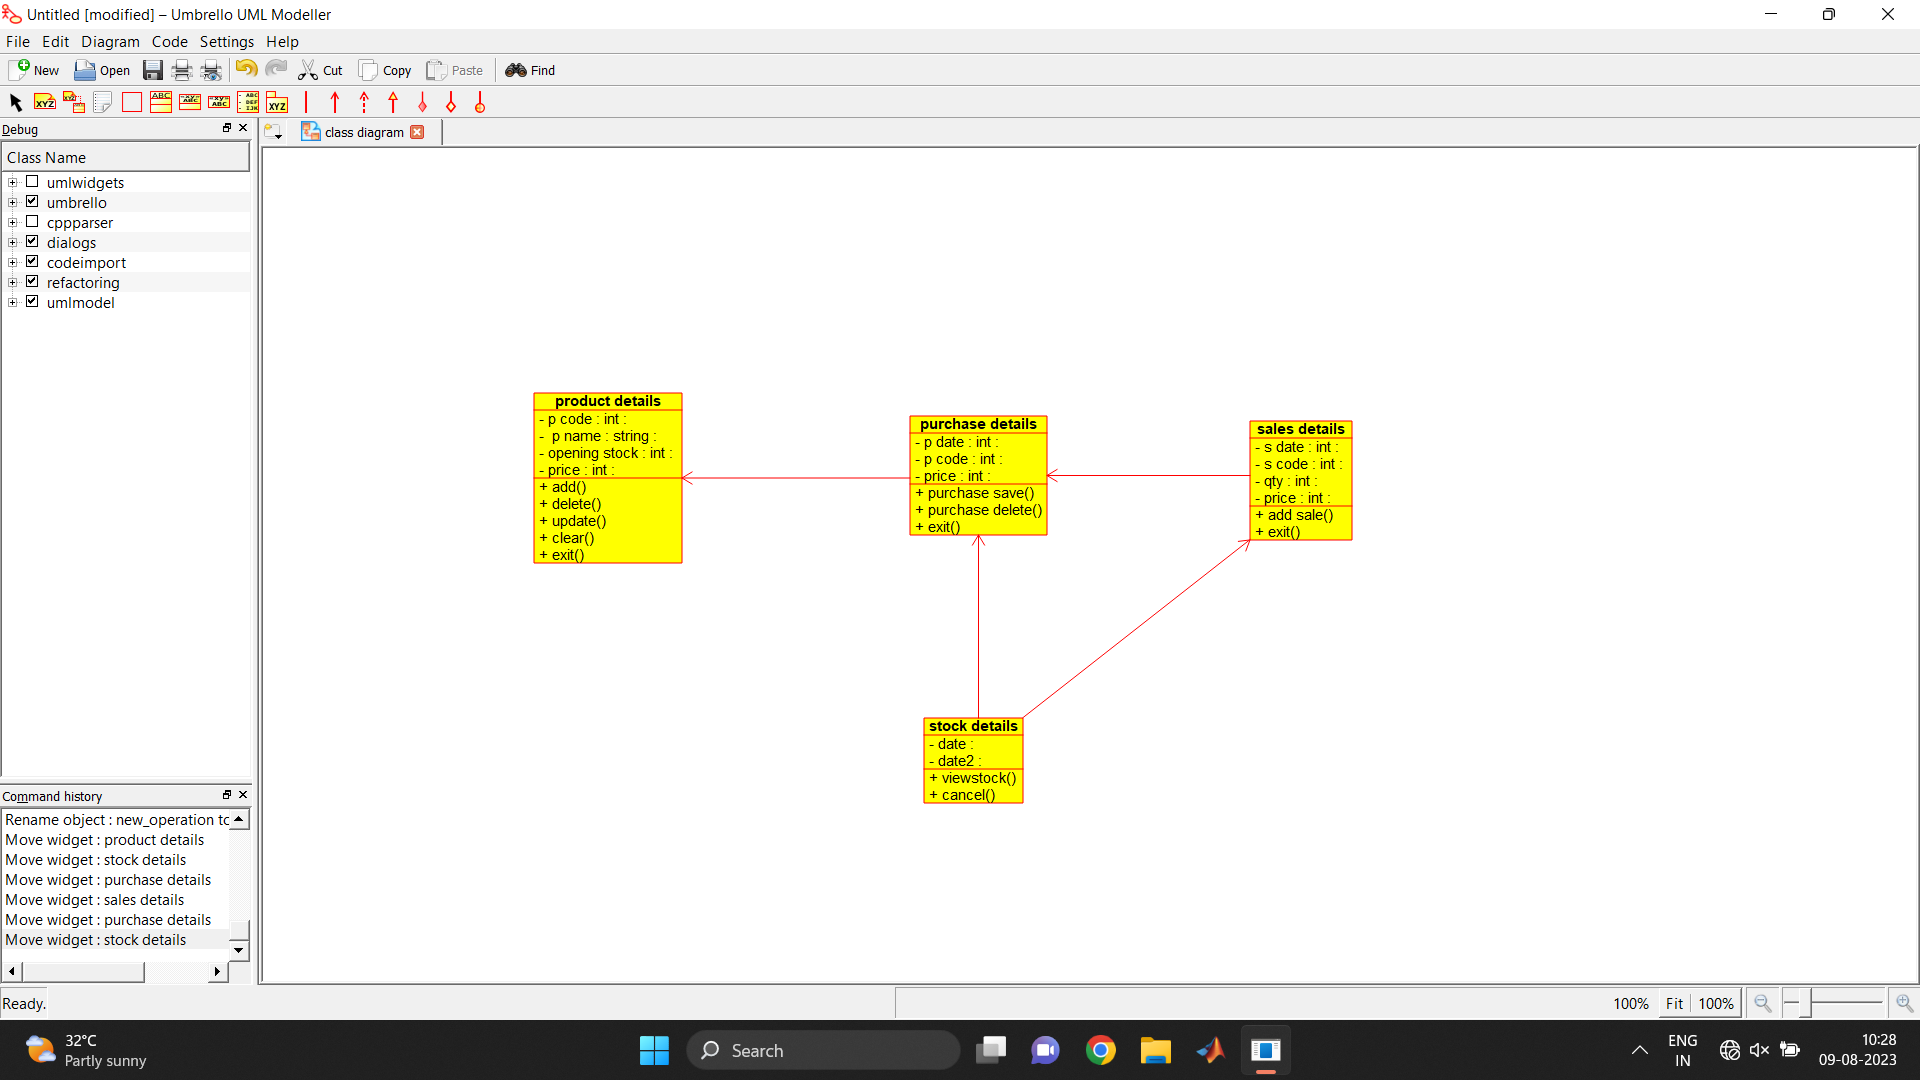 Untitled [modified] – Umbrello UML Modeller
File Edit Diagram Code Settings Help
New Open Cut Copy Paste Find
Debug
class diagram
Class Name
umlwidgets
umbrello
cppparser
dialogs
codeimport
refactoring
umlmodel
product details
- p code : int :
- p name : string :
- opening stock : int :
- price : int :
+ add()
+ delete()
+ update()
+ clear()
+ exit()
purchase details
- p date : int :
- p code : int :
- price : int :
+ purchase save()
+ purchase delete()
+ exit()
sales details
- s date : int :
- s code : int :
- qty : int :
- price : int :
+ add sale()
+ exit()
stock details
- date :
- date2 :
+ viewstock()
+ cancel()
Command history
Rename object : new_operation to
Move widget : product details
Move widget : stock details
Move widget : purchase details
Move widget : sales details
Move widget : purchase details
Move widget : stock details
Ready.
100% Fit 100%
32°C
Partly sunny
Search
ENG
IN
10:28
09-08-2023